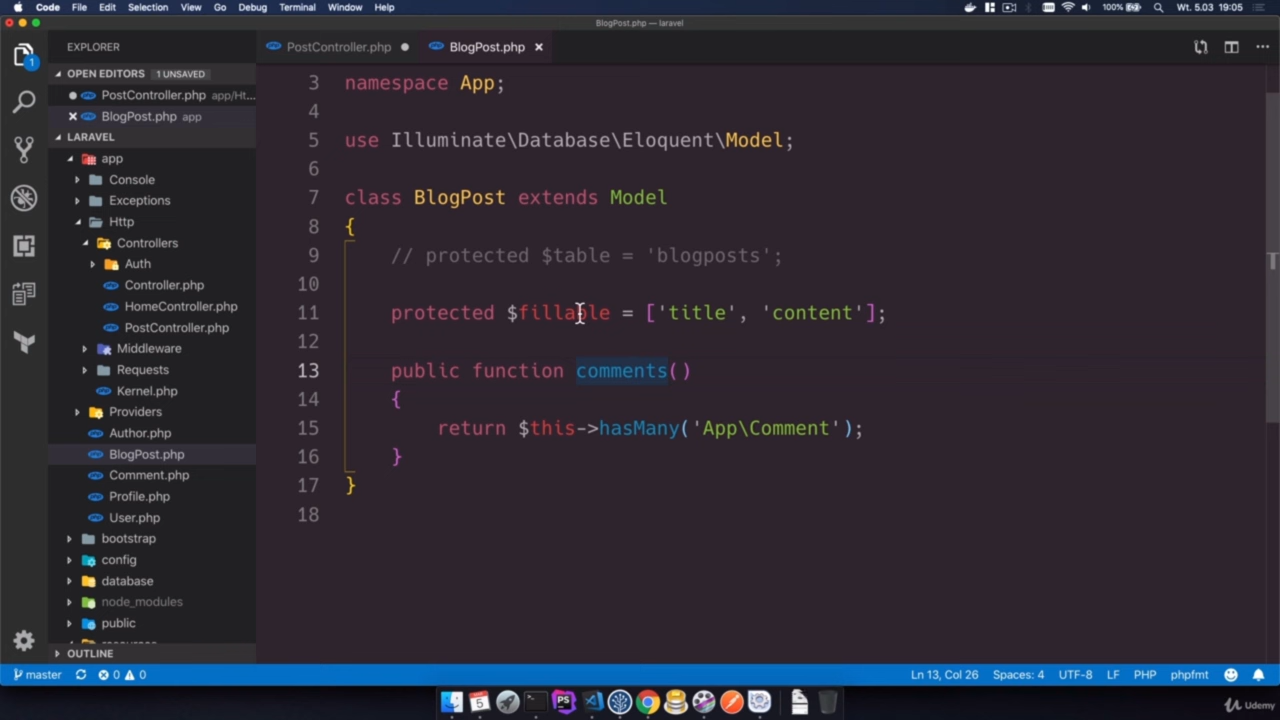 Code File Edit Selection View Go Debug Terminal Window Help 100% Wt. 5.03 19:05
BlogPost.php — laravel
EXPLORER
OPEN EDITORS 1 UNSAVED
PostController.php app/Ht...
BlogPost.php app
LARAVEL
app
Console
Exceptions
Http
Controllers
Auth
Controller.php
HomeController.php
PostController.php
Middleware
Requests
Kernel.php
Providers
Author.php
BlogPost.php
Comment.php
Profile.php
User.php
bootstrap
config
database
node_modules
public
OUTLINE
1
PostController.php BlogPost.php
3 namespace App;
4
5 use Illuminate\Database\Eloquent\Model;
6
7 class BlogPost extends Model
8 {
9 // protected $table = 'blogposts';
10
11 protected $fillable = ['title', 'content'];
12
13 public function comments()
14 {
15 return $this->hasMany('App\Comment');
16 }
17 }
18
master 0 0 Ln 13, Col 26 Spaces: 4 UTF-8 LF PHP phpfmt
5 PS
Udemy